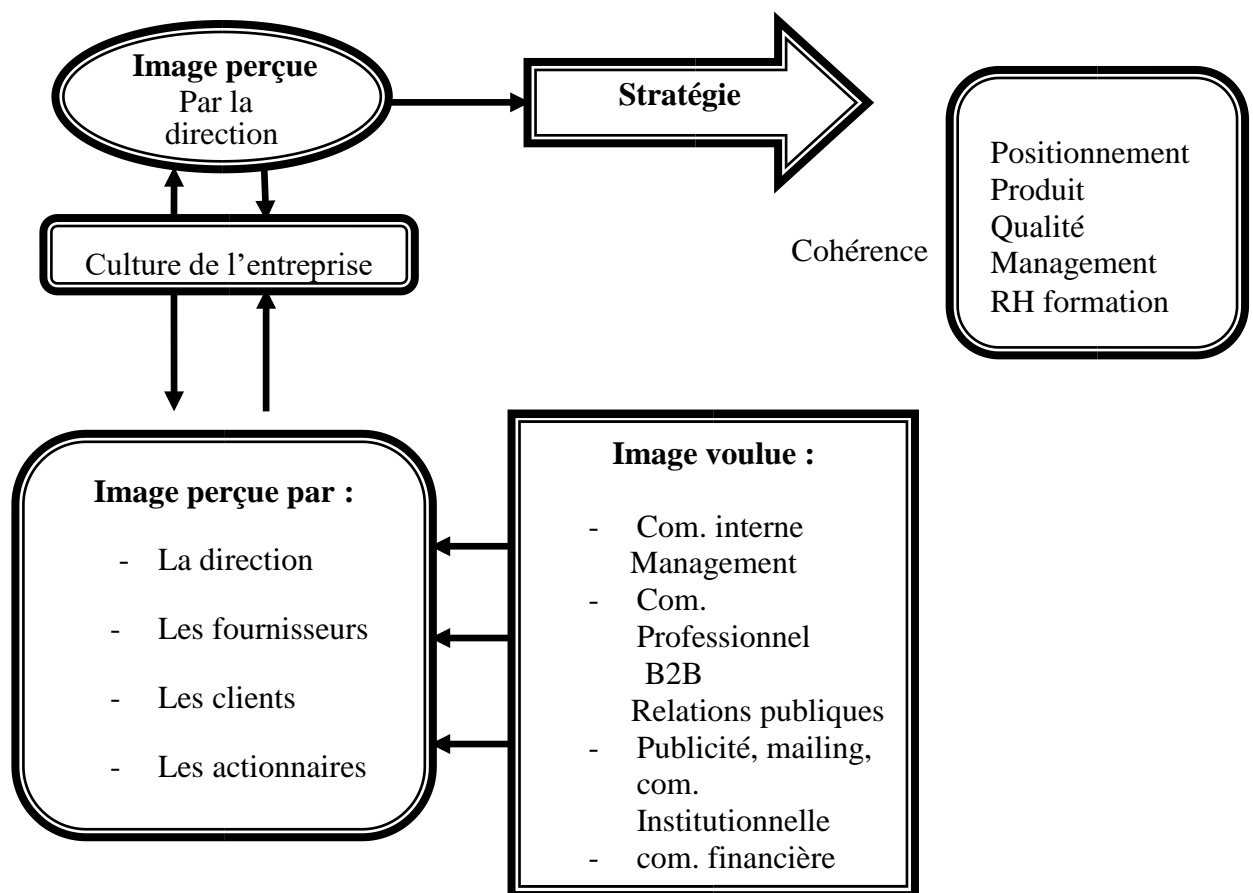 Image perçue
Par la
direction
Stratégie
Positionnement
Produit
Qualité
Management
RH formation
Cohérence
Culture de l’entreprise
Image perçue par :
- La direction
- Les fournisseurs
- Les clients
- Les actionnaires
Image voulue :
- Com. interne
Management
- Com.
Professionnel
B2B
Relations publiques
- Publicité, mailing,
com.
Institutionnelle
- com. financière